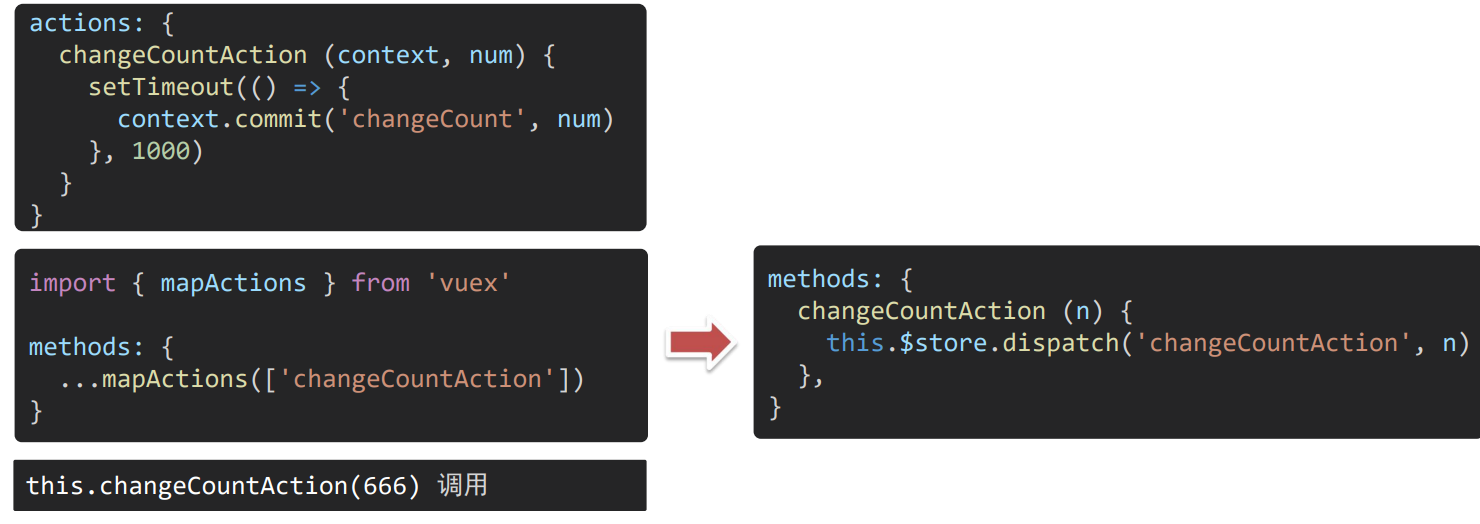 actions: {
  changeCountAction (context, num) {
    setTimeout(() => {
      context.commit('changeCount', num)
    }, 1000)
  }
}
import { mapActions } from 'vuex'
methods: {
  ...mapActions(['changeCountAction'])
}
methods: {
  changeCountAction (n) {
    this.$store.dispatch('changeCountAction', n)
  },
}
this.changeCountAction(666) 调用